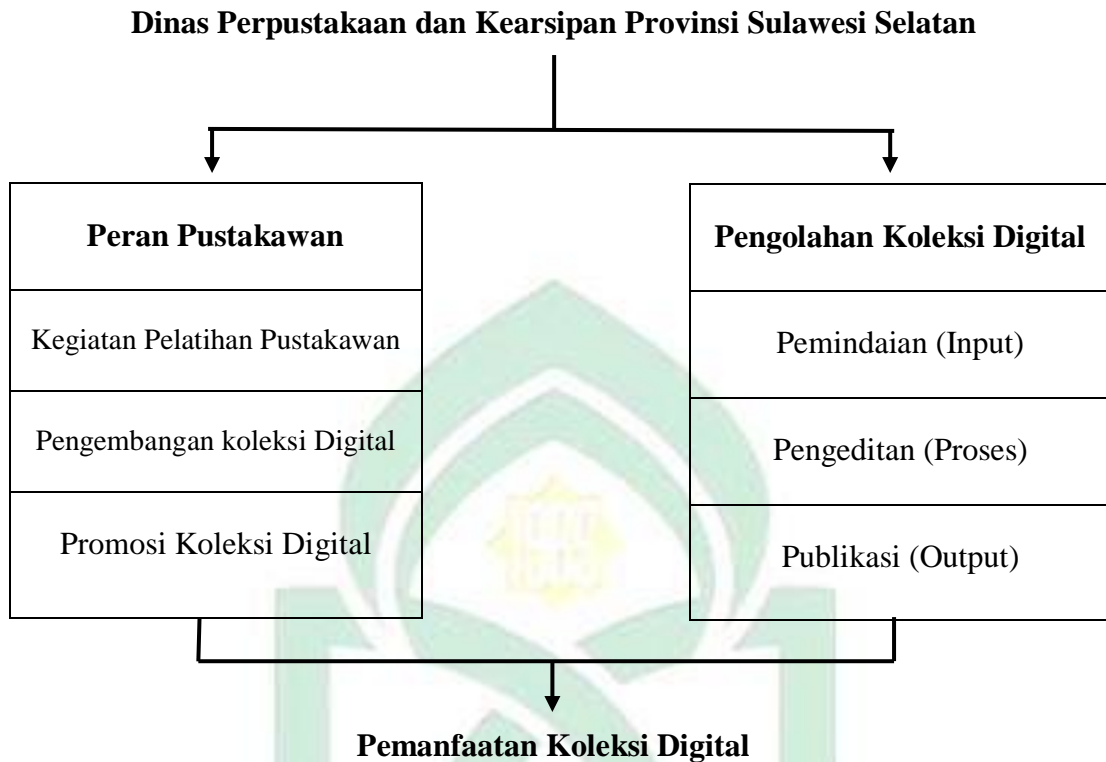 Dinas Perpustakaan dan Kearsipan Provinsi Sulawesi Selatan
Peran Pustakawan
Kegiatan Pelatihan Pustakawan
Pengembangan koleksi Digital
Promosi Koleksi Digital
Pengolahan Koleksi Digital
Pemindaian (Input)
Pengeditan (Proses)
Publikasi (Output)
Pemanfaatan Koleksi Digital